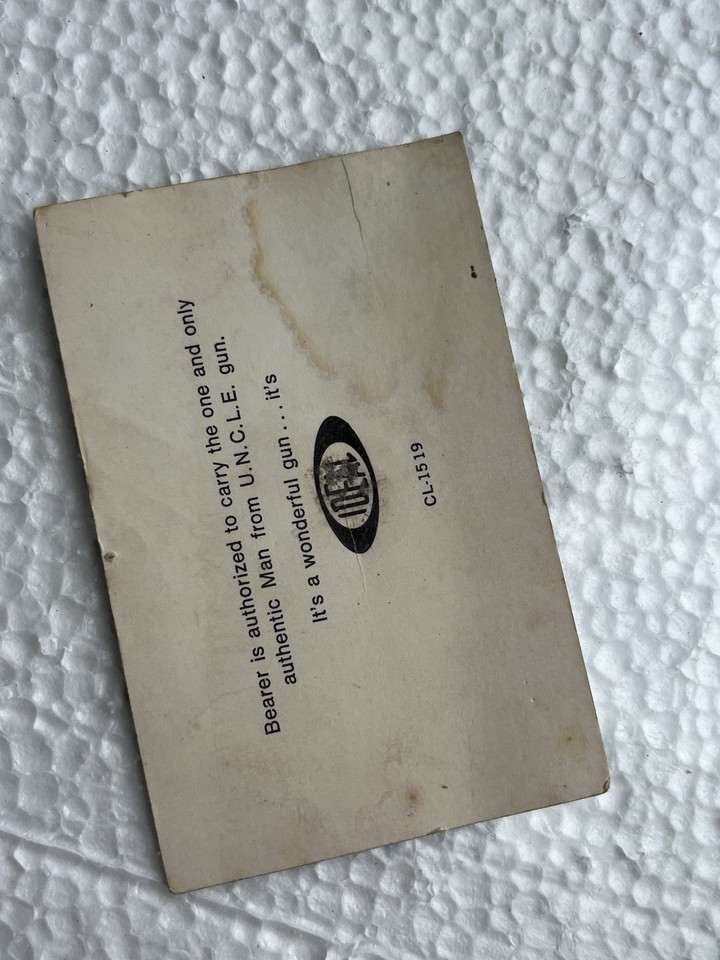 Bearer is authorized to carry the one and only
authentic Man from U.N.C.L.E. gun.
It's a wonderful gun . . . it's
IDEAL
CL-1519